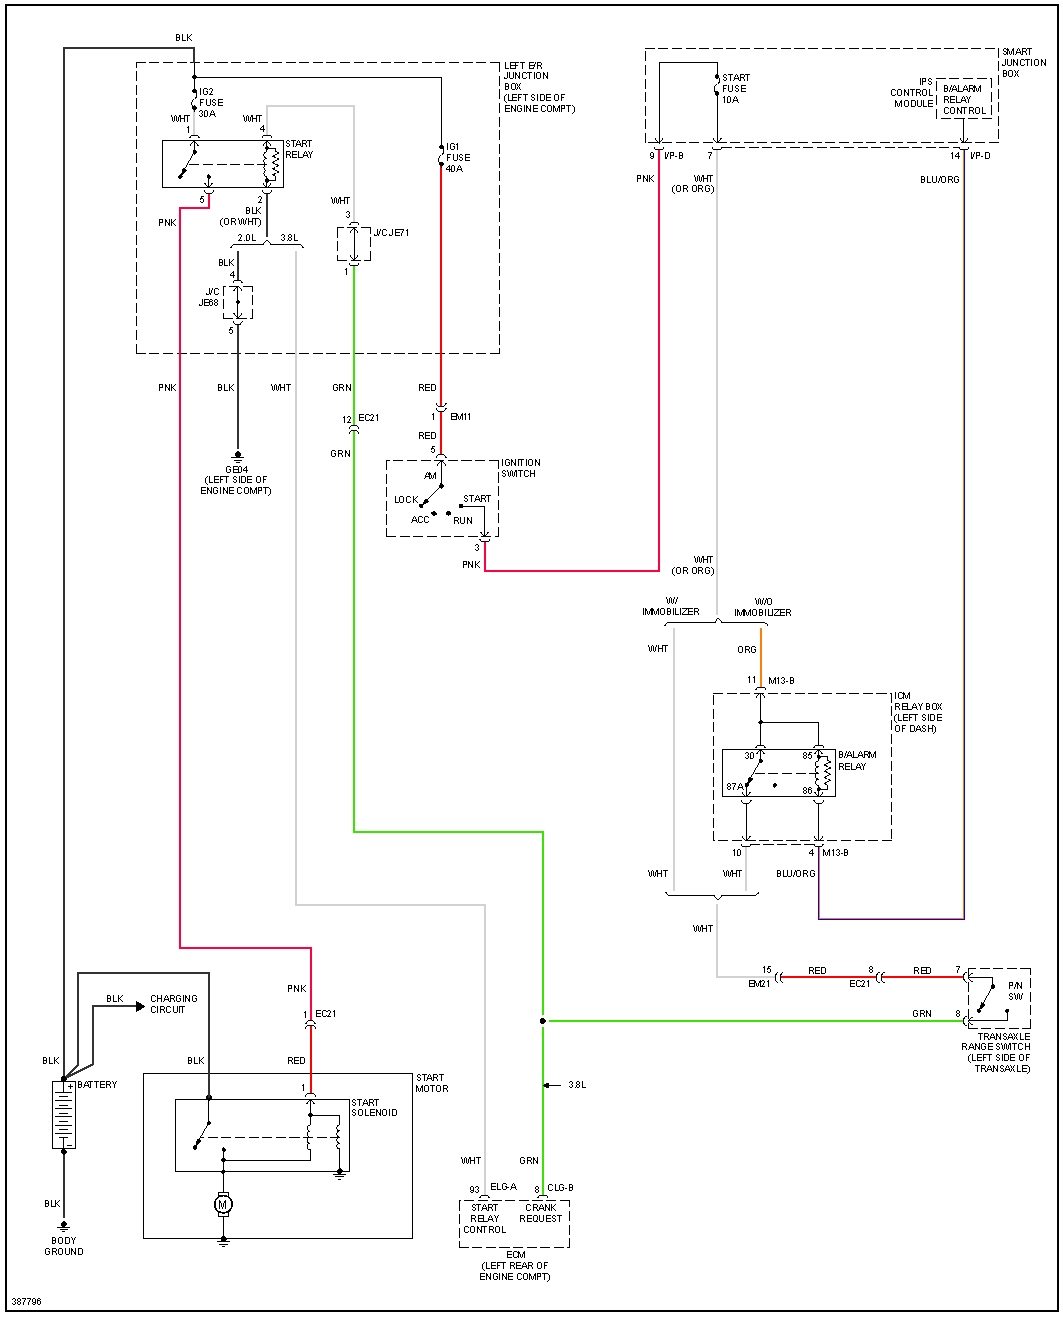 BLK
LEFT E/R
JUNCTION
BOX
(LEFT SIDE OF
ENGINE COMPT)
SMART
JUNCTION
BOX
IG2
FUSE
30A
START
FUSE
10A
IPS
CONTROL
MODULE
B/ALARM
RELAY
CONTROL
WHT
1
WHT
4
START
RELAY
IG1
FUSE
40A
9
I/P-B
7
14
I/P-D
PNK
WHT
(OR ORG)
BLU/ORG
5
2
PNK
BLK
(OR WHT)
WHT
3
J/C JE71
1
2.0L
3.8L
BLK
4
J/C
JE68
5
PNK
BLK
WHT
GRN
RED
12
EC21
1
EM11
GRN
RED
5
GE04
(LEFT SIDE OF
ENGINE COMPT)
IGNITION
SWITCH
AM
LOCK
START
ACC
RUN
3
PNK
WHT
(OR ORG)
W/
IMMOBILIZER
W/O
IMMOBILIZER
WHT
ORG
11
M13-B
ICM
RELAY BOX
(LEFT SIDE
OF DASH)
30
85
B/ALARM
RELAY
87A
86
10
4
M13-B
WHT
WHT
BLU/ORG
WHT
15
RED
8
RED
7
EM21
EC21
P/N
SW
GRN
8
TRANSAXLE
RANGE SWITCH
(LEFT SIDE OF
TRANSAXLE)
PNK
BLK
CHARGING
CIRCUIT
1
EC21
BLK
BLK
RED
BATTERY
+
-
START
MOTOR
1
START
SOLENOID
3.8L
M
WHT
GRN
93
ELG-A
8
CLG-B
START
RELAY
CONTROL
CRANK
REQUEST
BLK
BODY
GROUND
ECM
(LEFT REAR OF
ENGINE COMPT)
387796